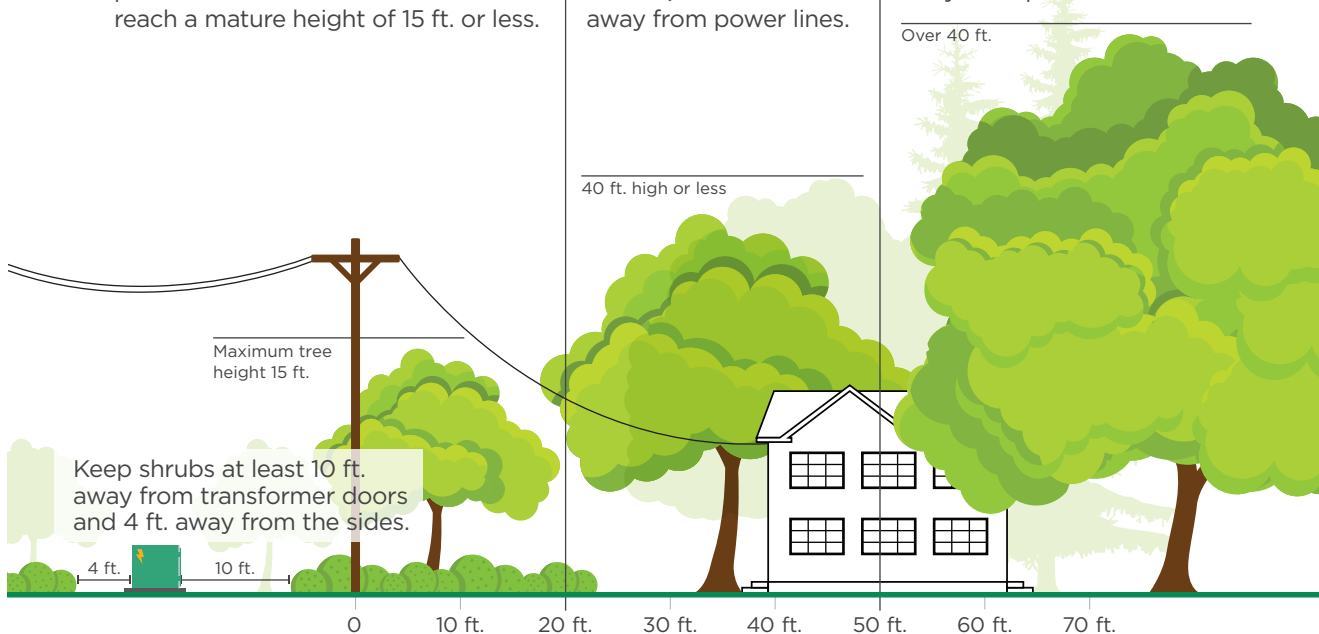 reach a mature height of 15 ft. or less.
away from power lines.
Over 40 ft.
40 ft. high or less
Maximum tree
height 15 ft.
Keep shrubs at least 10 ft.
away from transformer doors
and 4 ft. away from the sides.
4 ft.
10 ft.
0
10 ft.
20 ft.
30 ft.
40 ft.
50 ft.
60 ft.
70 ft.